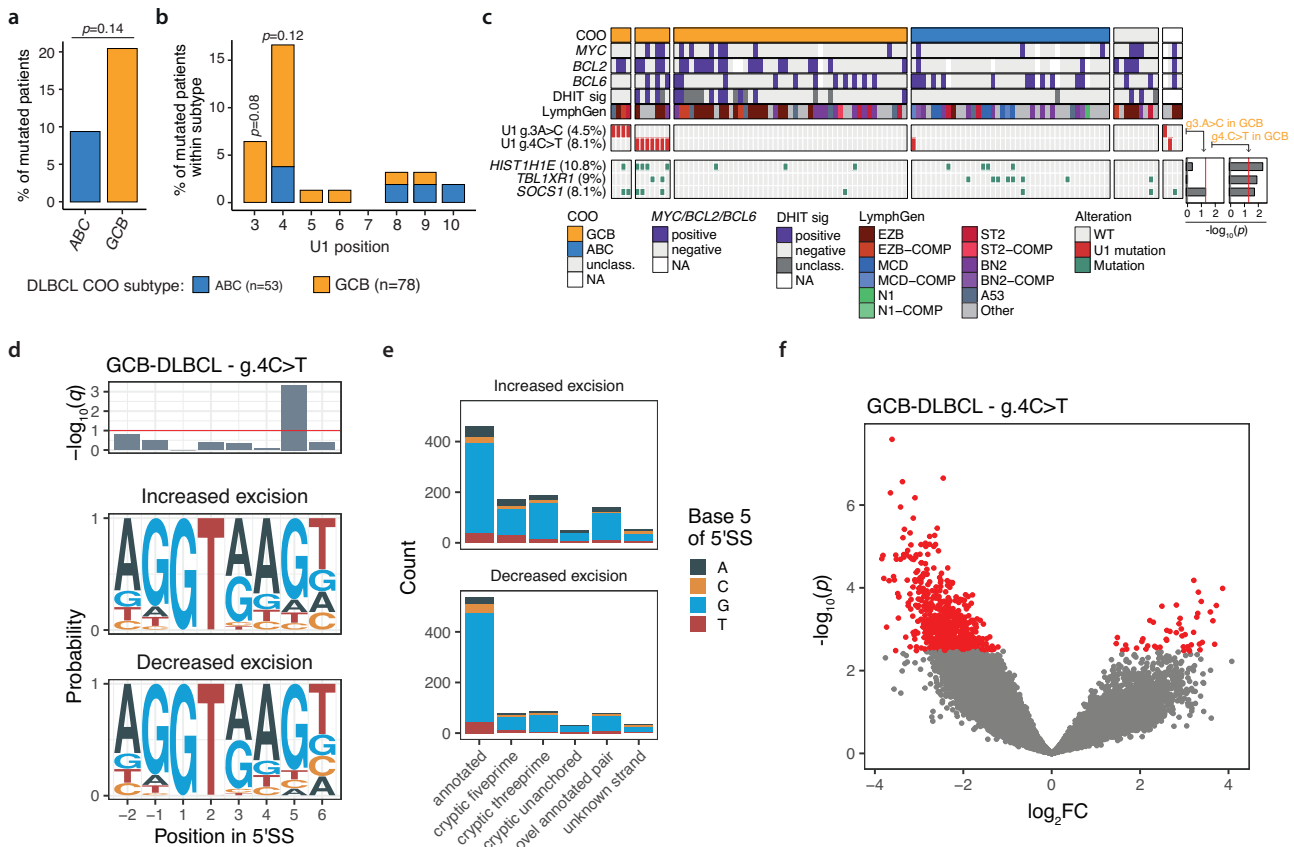 a
p=0.14
% of mutated patients
20
15
10
5
0
ABC
GCB
b
% of mutated patients
within subtype
15
10
5
0
p=0.08
p=0.12
3 4 5 6 7 8 9 10
U1 position
DLBCL COO subtype: ABC (n=53) GCB (n=78)
c
COO
MYC
BCL2
BCL6
DHIT sig
LymphGen
U1 g.3A>C (4.5%)
U1 g.4C>T (8.1%)
HIST1H1E (10.8%)
TBL1XR1 (9%)
SOCS1 (8.1%)
g3.A>C in GCB
g4.C>T in GCB
0 1 2 0 1 2
-log10(p)
COO
GCB
ABC
unclass.
NA
MYC/BCL2/BCL6
positive
negative
NA
DHIT sig
positive
negative
unclass.
NA
LymphGen
EZB
EZB-COMP
MCD
MCD-COMP
N1
N1-COMP
ST2
ST2-COMP
BN2
BN2-COMP
A53
Other
Alteration
WT
U1 mutation
Mutation
d
GCB-DLBCL - g.4C>T
−log10(q)
3
2
1
0
Increased excision
1
0
A G G T A A G T
G A G G A G
T T T T T A
C C C C C C
Probability
Decreased excision
1
0
A G G T A A G T
G A G G T G
T T T T C C
C C C C A A
-2 -1 1 2 3 4 5 6
Position in 5'SS
e
Increased excision
400
200
0
Count
Decreased excision
400
200
0
annotated
cryptic fiveprime
cryptic threeprime
cryptic unanchored
ovel annotated pair
unknown strand
Base 5
of 5'SS
A
C
G
T
f
GCB-DLBCL - g.4C>T
-log10(p)
6
4
2
0
−4 −2 0 2 4
log2FC